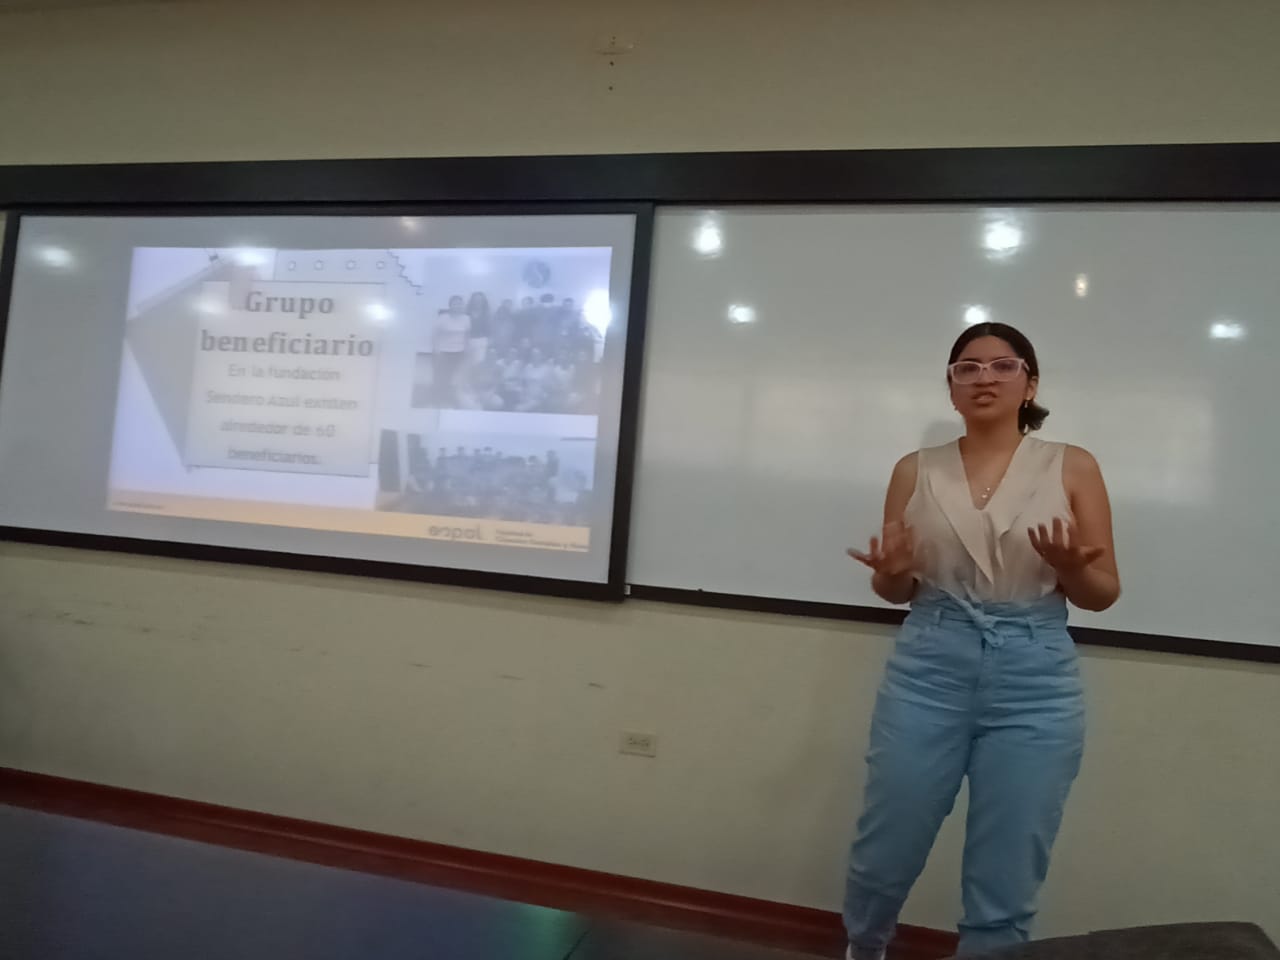 Grupo
beneficiario
En la fundación
Sendero Azul existen
alrededor de 60
beneficiarios.
espol